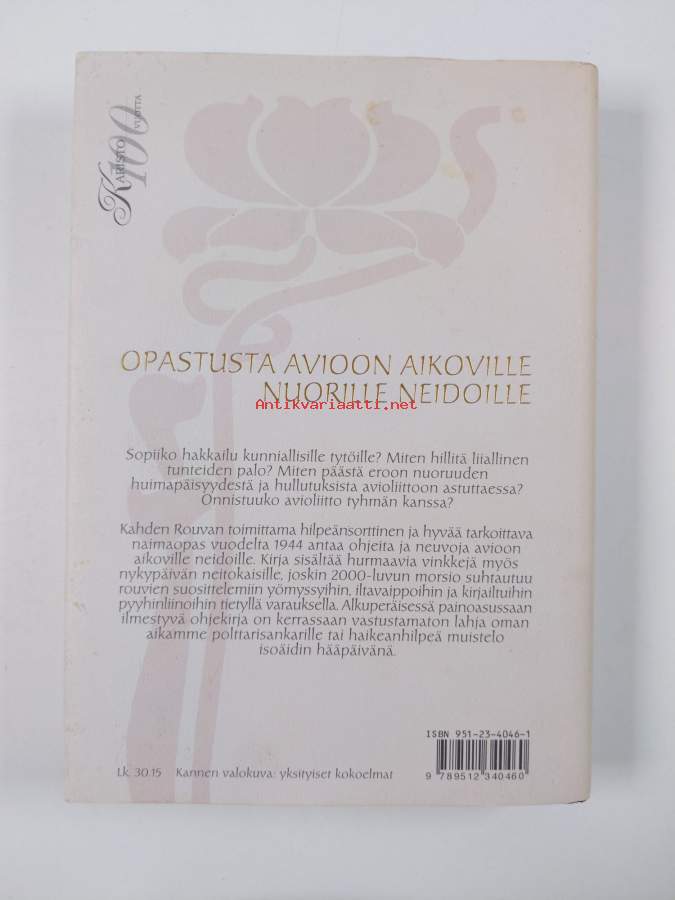 KARISTO
100
VUOTTA
OPASTUSTA AVIOON AIKOVILLE
NUORILLE NEIDOILLE
Antikvariaatti.net
Sopiiko hakkailu kunniallisille tytöille? Miten hillitä liiallinen
tunteiden palo? Miten päästä eroon nuoruuden
huimapäisyydestä ja hullutuksista avioliittoon astuttaessa?
Onnistuuko avioliitto tyhmän kanssa?
Kahden Rouvan toimittama hilpeänsorttinen ja hyvää tarkoittava
naimaopas vuodelta 1944 antaa ohjeita ja neuvoja avioon
aikoville neidoille. Kirja sisältää hurmaavia vinkkejä myös
nykypäivän neitokaisille, joskin 2000-luvun morsio suhtautuu
rouvien suosittelemiin yömyssyihin, iltavaippoihin ja kirjailtuihin
pyyhinliinoihin tietyllä varauksella. Alkuperäisessä painoasussaan
ilmestyvä ohjekirja on kerrassaan vastustamaton lahja oman
aikamme polttarisankarille tai haikeanhilpeä muistelo
isoäidin hääpäivänä.
ISBN 951-23-4046-1
Lk. 30.15 Kannen valokuva: yksityiset kokoelmat
9 789512 340460